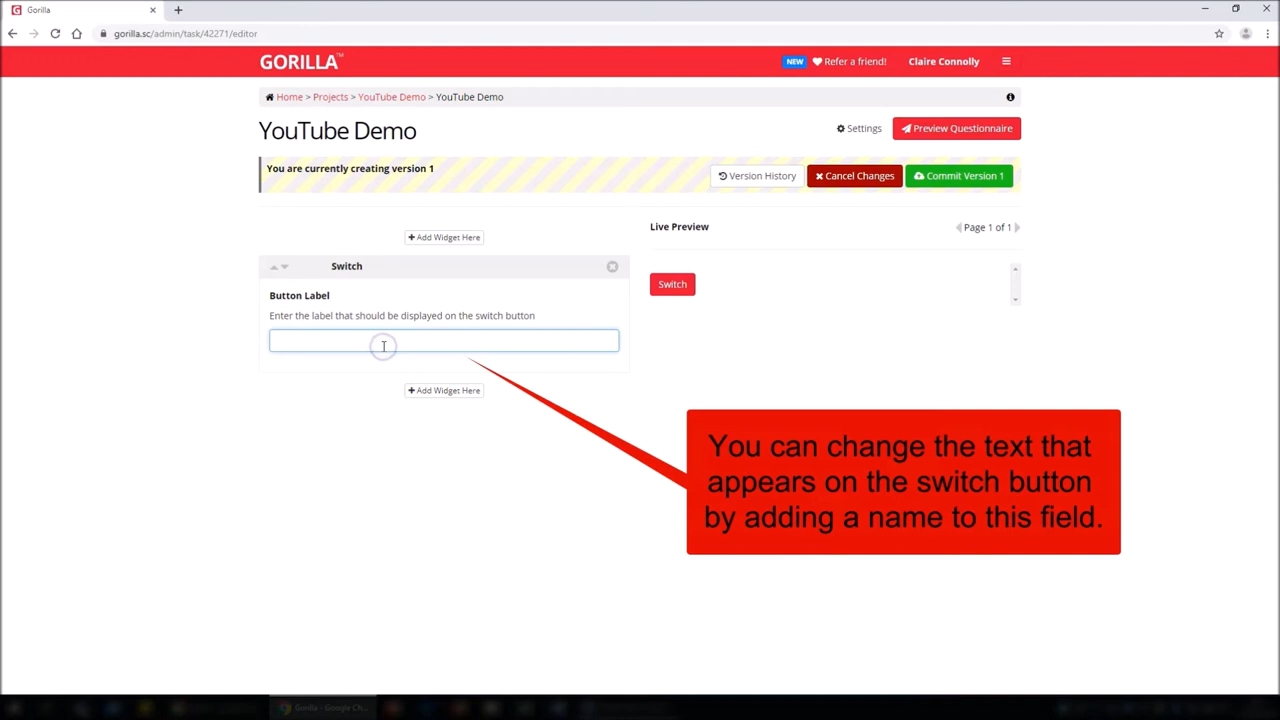 Gorilla
gorilla.sc/admin/task/42271/editor
GORILLA™
NEW Refer a friend! Claire Connolly
Home > Projects > YouTube Demo > YouTube Demo
YouTube Demo
Settings Preview Questionnaire
You are currently creating version 1
Version History Cancel Changes Commit Version 1
Add Widget Here
Live Preview Page 1 of 1
Switch
Button Label
Enter the label that should be displayed on the switch button
Switch
Add Widget Here
You can change the text that
appears on the switch button
by adding a name to this field.
Gorilla - Google Ch...